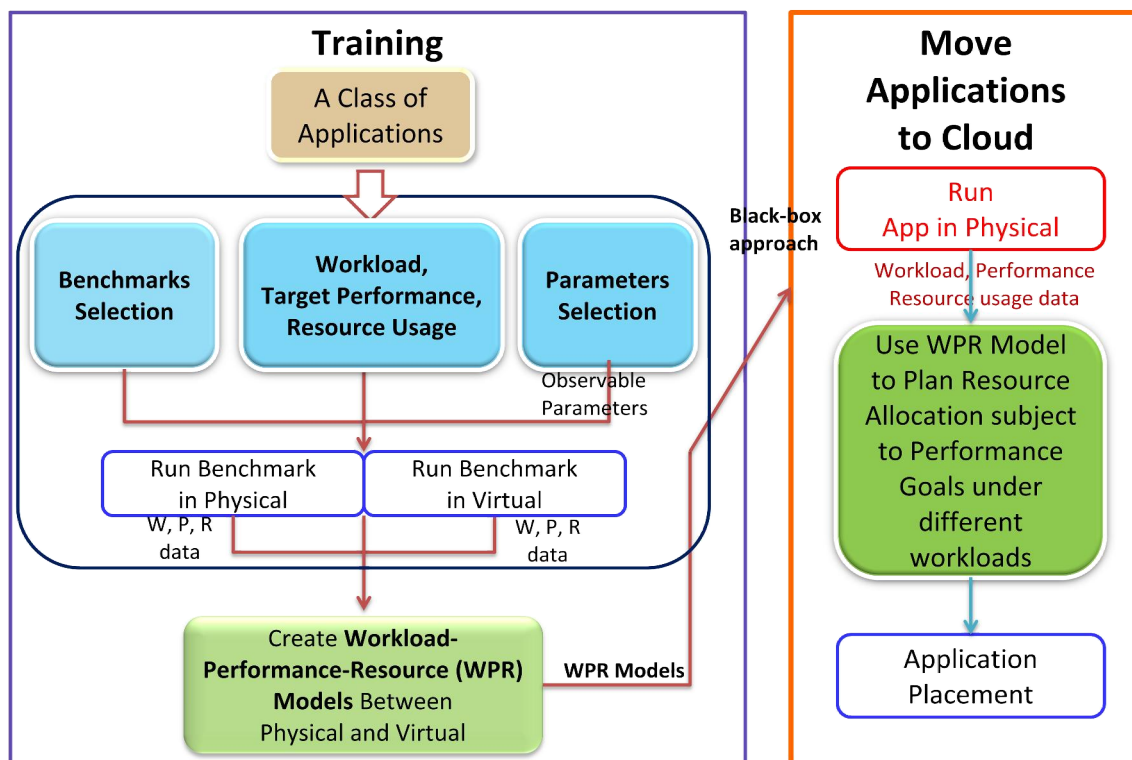 Training
A Class of
Applications
Benchmarks
Selection
Workload,
Target Performance,
Resource Usage
Parameters
Selection
Observable
Parameters
Run Benchmark
in Physical
Run Benchmark
in Virtual
W, P, R
data
W, P, R
data
Create Workload-
Performance-Resource (WPR)
Models Between
Physical and Virtual
WPR Models
Black-box
approach
Move
Applications
to Cloud
Run
App in Physical
Workload, Performance
Resource usage data
Use WPR Model
to Plan Resource
Allocation subject
to Performance
Goals under
different
workloads
Application
Placement